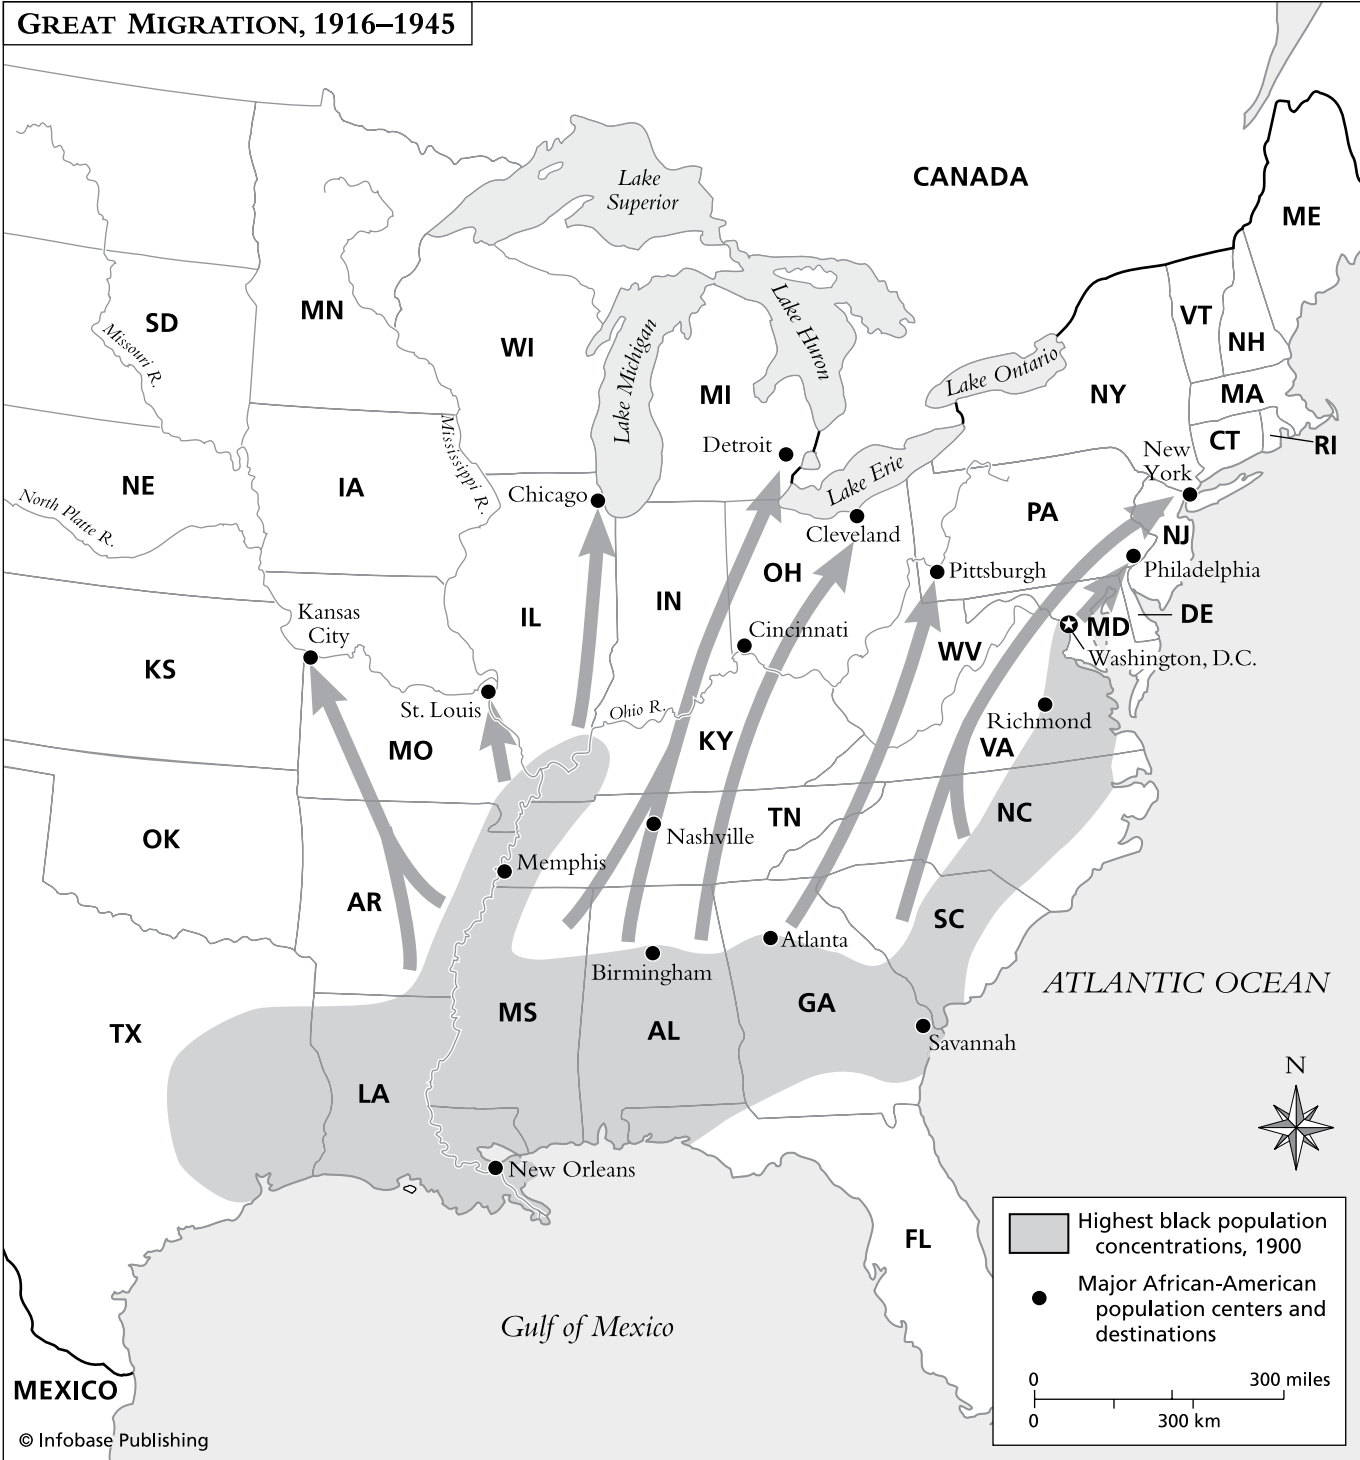 GREAT MIGRATION, 1916–1945
CANADA
ME
Lake
Superior
VT
NH
MN
SD
Missouri R.
WI
Lake Michigan
Lake Huron
MI
Lake Ontario
NY
MA
CT
RI
Mississippi R.
Detroit
New
York
NE
IA
Chicago
Lake Erie
North Platte R.
PA
NJ
Cleveland
OH
Pittsburgh
Philadelphia
IN
IL
Kansas
City
Cincinnati
DE
MD
WV
Washington, D.C.
KS
St. Louis
Ohio R.
Richmond
MO
KY
VA
OK
TN
NC
Nashville
Memphis
AR
SC
Atlanta
Birmingham
ATLANTIC OCEAN
MS
GA
TX
AL
Savannah
N
LA
New Orleans
FL
Gulf of Mexico
MEXICO
Highest black population
concentrations, 1900
Major African-American
population centers and
destinations
0 300 miles
0 300 km
© Infobase Publishing